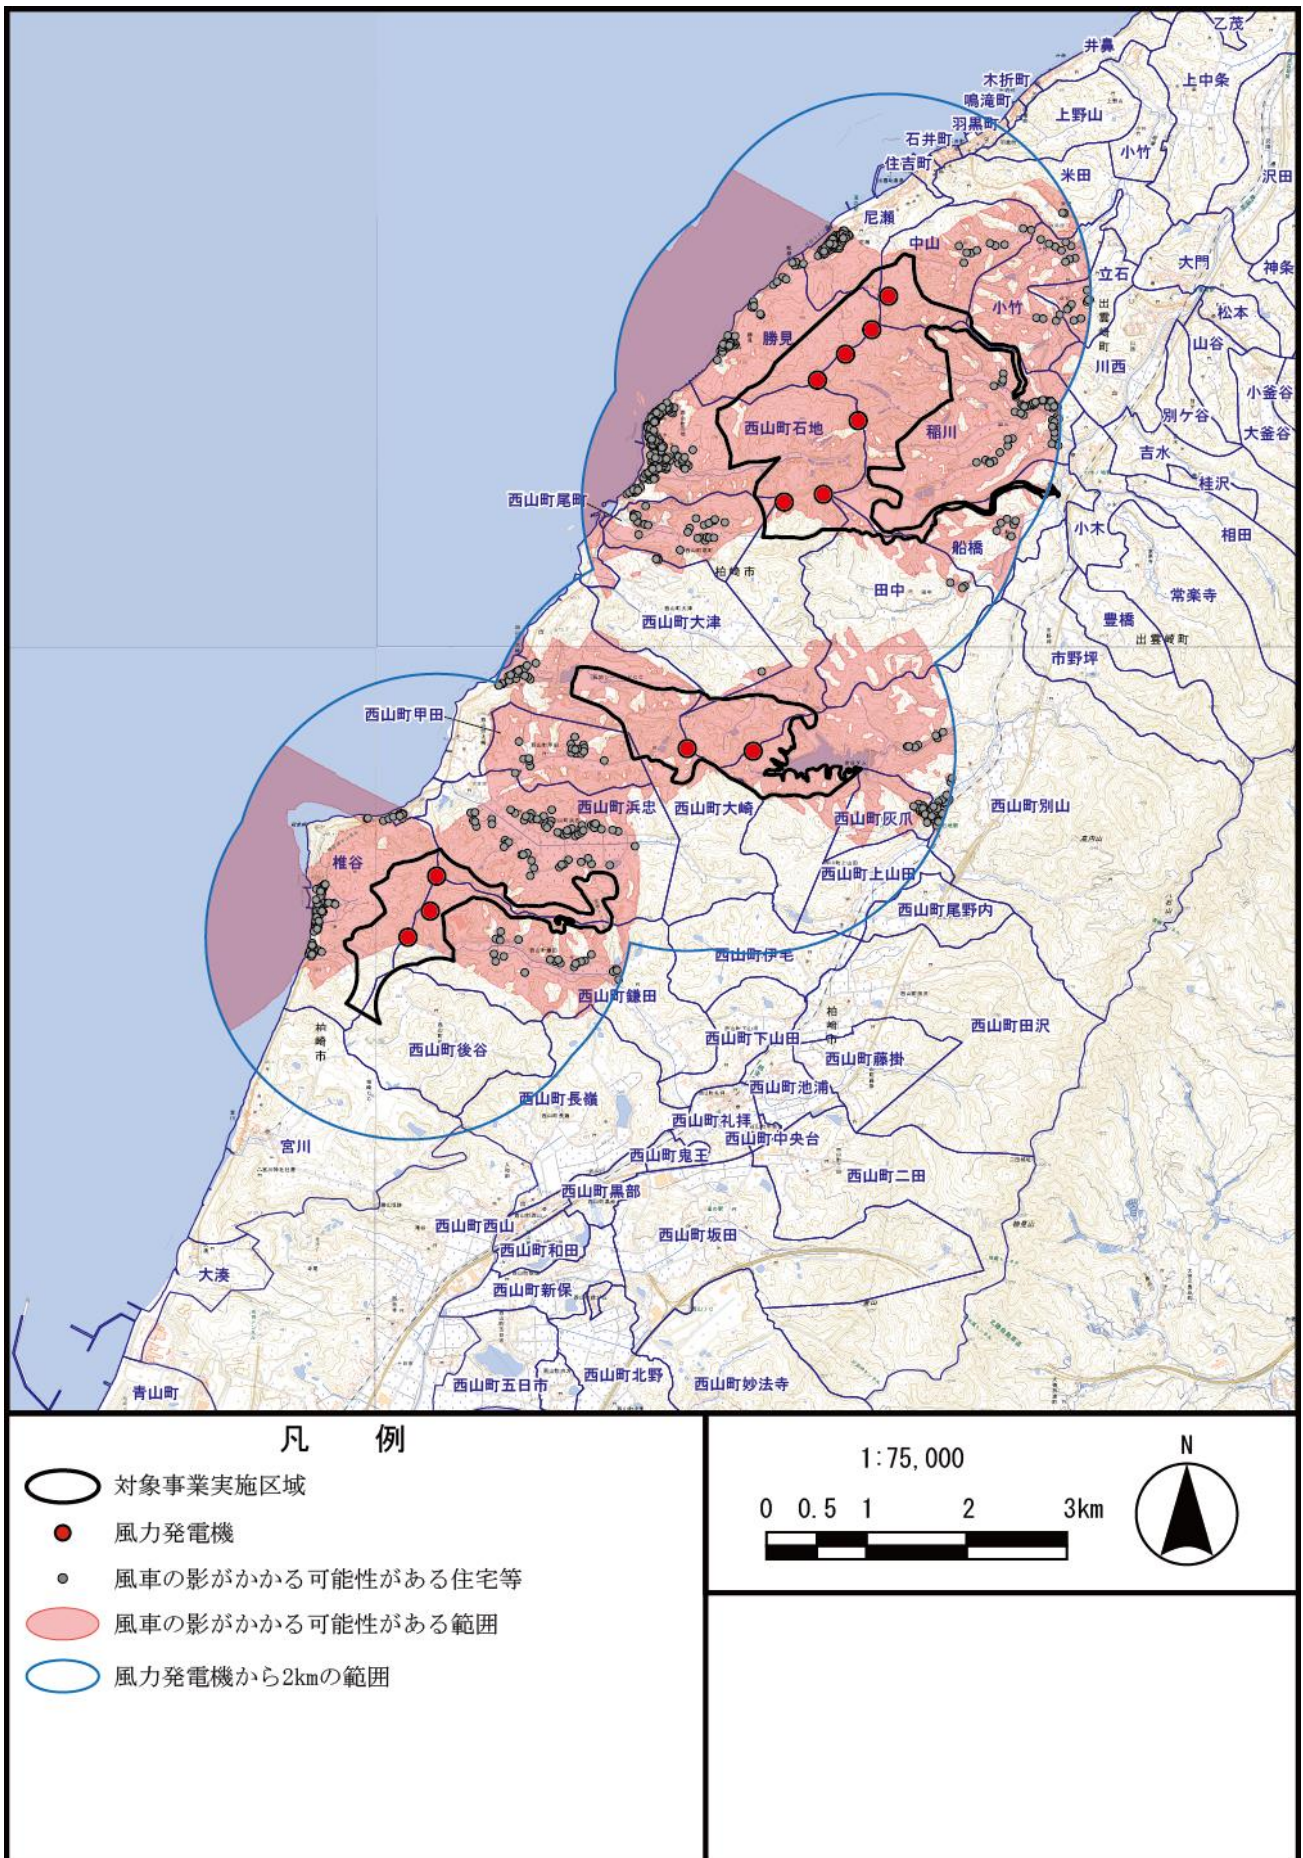 乙茂
井鼻
木折町
上中条
鳴滝町
上野山
羽黒町
石井町
小竹
住吉町
米田
沢田
尼瀬
中山
大門
立石
神条
小竹
出雲崎町
松本
勝見
山谷
川西
小釜谷
別ケ谷
西山町石地
稲川
大釜谷
吉水
桂沢
西山町尾町
小木
相田
船橋
柏崎市
田中
常楽寺
西山町大津
豊橋
出雲崎町
市野坪
西山町甲田
西山町浜忠
西山町大崎
西山町別山
西山町灰爪
椎谷
西山町上山田
西山町尾野内
西山町伊毛
西山町鎌田
柏崎市
柏崎市
西山町田沢
西山町下山田
西山町後谷
西山町藤掛
西山町池浦
西山町長嶺
西山町礼拝
西山町中央台
宮川
西山町鬼王
西山町二田
西山町黒部
西山町西山
西山町坂田
西山町和田
大湊
西山町新保
西山町北野
西山町五日市
西山町妙法寺
青山町
凡 例
対象事業実施区域
風力発電機
風車の影がかかる可能性がある住宅等
風車の影がかかる可能性がある範囲
風力発電機から2kmの範囲
1:75,000
N
0 0.5 1 2 3km